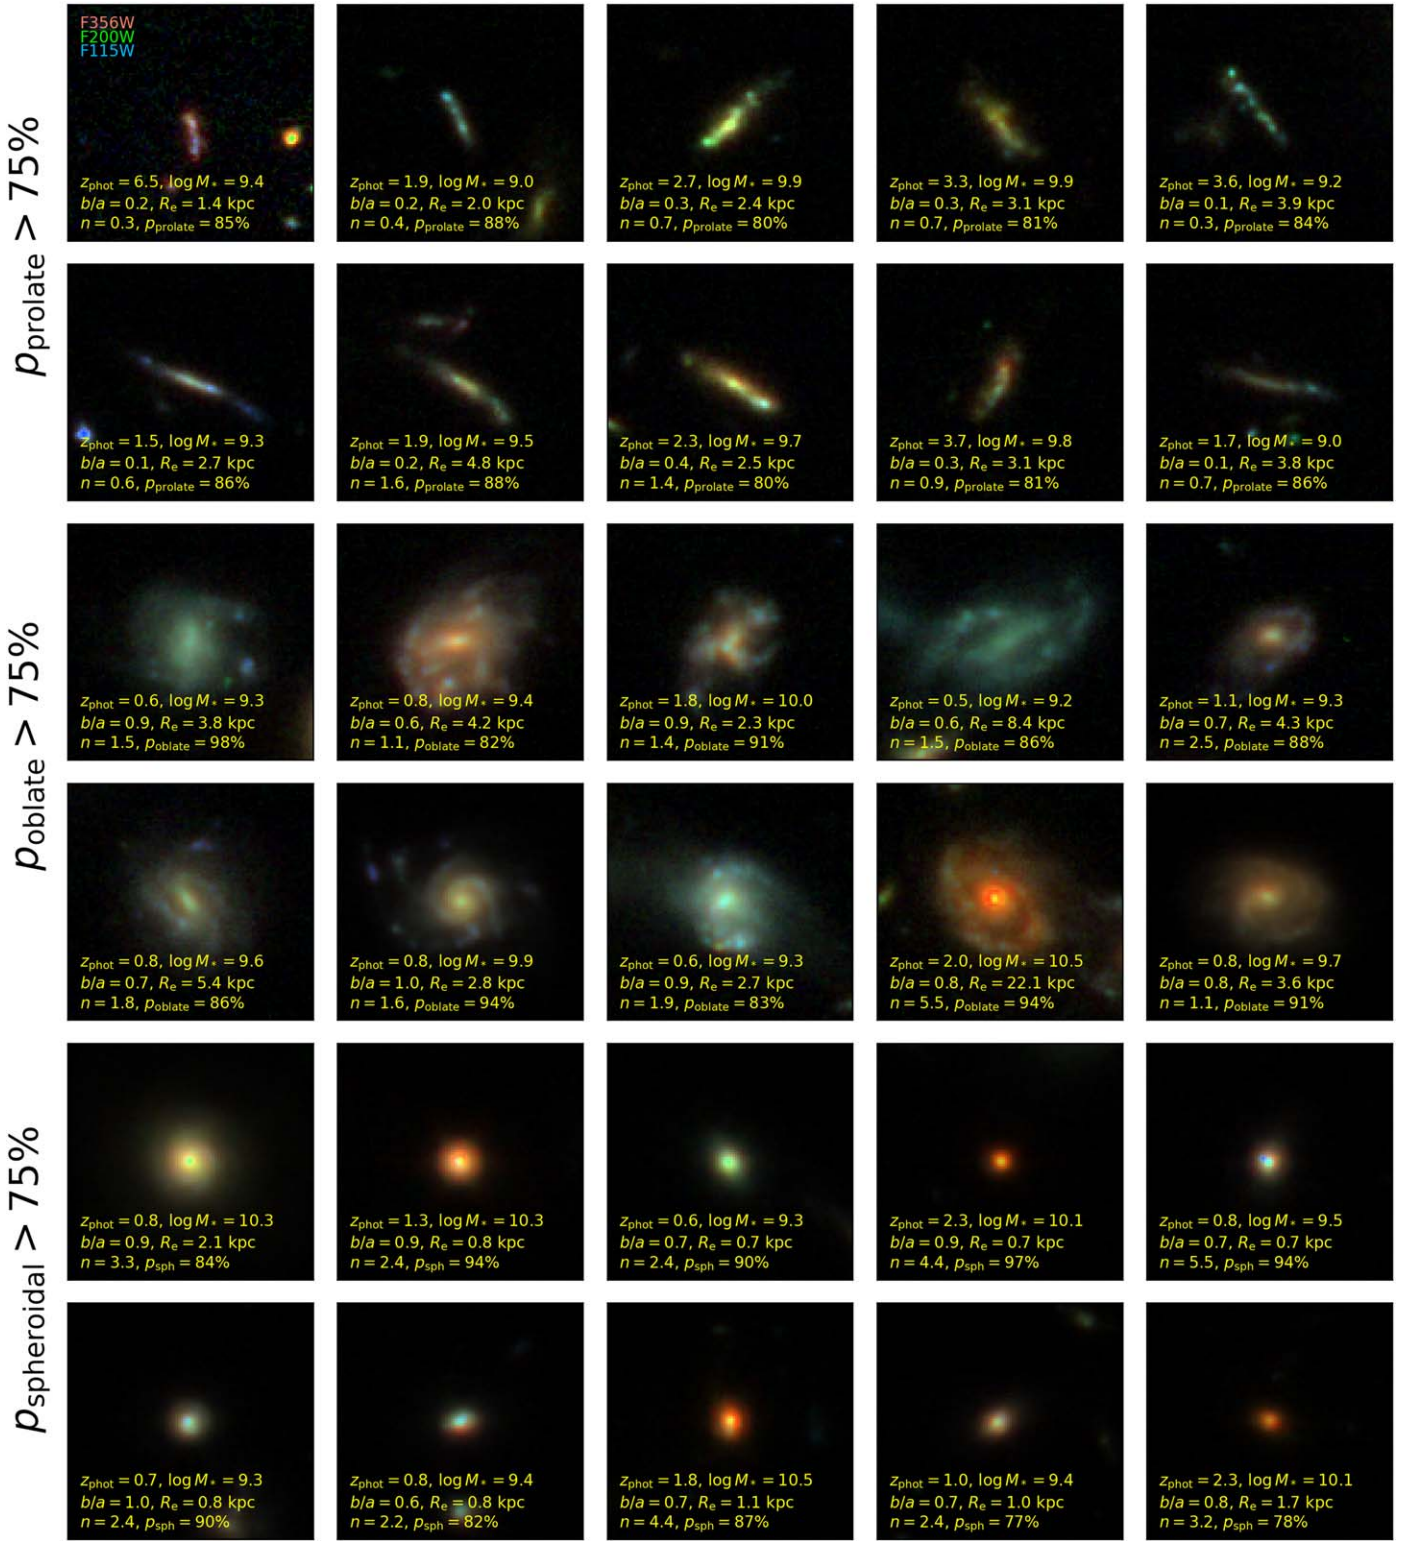 p_prolate > 75%
F356W
F200W
F115W
z_phot = 6.5, log M_* = 9.4
b/a = 0.2, R_e = 1.4 kpc
n = 0.3, p_prolate = 85%
z_phot = 1.9, log M_* = 9.0
b/a = 0.2, R_e = 2.0 kpc
n = 0.4, p_prolate = 88%
z_phot = 2.7, log M_* = 9.9
b/a = 0.3, R_e = 2.4 kpc
n = 0.7, p_prolate = 80%
z_phot = 3.3, log M_* = 9.9
b/a = 0.3, R_e = 3.1 kpc
n = 0.7, p_prolate = 81%
z_phot = 3.6, log M_* = 9.2
b/a = 0.1, R_e = 3.9 kpc
n = 0.3, p_prolate = 84%
z_phot = 1.5, log M_* = 9.3
b/a = 0.1, R_e = 2.7 kpc
n = 0.6, p_prolate = 86%
z_phot = 1.9, log M_* = 9.5
b/a = 0.2, R_e = 4.8 kpc
n = 1.6, p_prolate = 88%
z_phot = 2.3, log M_* = 9.7
b/a = 0.4, R_e = 2.5 kpc
n = 1.4, p_prolate = 80%
z_phot = 3.7, log M_* = 9.8
b/a = 0.3, R_e = 3.1 kpc
n = 0.9, p_prolate = 81%
z_phot = 1.7, log M_* = 9.0
b/a = 0.1, R_e = 3.8 kpc
n = 0.7, p_prolate = 86%
p_oblate > 75%
z_phot = 0.6, log M_* = 9.3
b/a = 0.9, R_e = 3.8 kpc
n = 1.5, p_oblate = 98%
z_phot = 0.8, log M_* = 9.4
b/a = 0.6, R_e = 4.2 kpc
n = 1.1, p_oblate = 82%
z_phot = 1.8, log M_* = 10.0
b/a = 0.9, R_e = 2.3 kpc
n = 1.4, p_oblate = 91%
z_phot = 0.5, log M_* = 9.2
b/a = 0.6, R_e = 8.4 kpc
n = 1.5, p_oblate = 86%
z_phot = 1.1, log M_* = 9.3
b/a = 0.7, R_e = 4.3 kpc
n = 2.5, p_oblate = 88%
z_phot = 0.8, log M_* = 9.6
b/a = 0.7, R_e = 5.4 kpc
n = 1.8, p_oblate = 86%
z_phot = 0.8, log M_* = 9.9
b/a = 1.0, R_e = 2.8 kpc
n = 1.6, p_oblate = 94%
z_phot = 0.6, log M_* = 9.3
b/a = 0.9, R_e = 2.7 kpc
n = 1.9, p_oblate = 83%
z_phot = 2.0, log M_* = 10.5
b/a = 0.8, R_e = 22.1 kpc
n = 5.5, p_oblate = 94%
z_phot = 0.8, log M_* = 9.7
b/a = 0.8, R_e = 3.6 kpc
n = 1.1, p_oblate = 91%
p_spheroidal > 75%
z_phot = 0.8, log M_* = 10.3
b/a = 0.9, R_e = 2.1 kpc
n = 3.3, p_sph = 84%
z_phot = 1.3, log M_* = 10.3
b/a = 0.9, R_e = 0.8 kpc
n = 2.4, p_sph = 94%
z_phot = 0.6, log M_* = 9.3
b/a = 0.7, R_e = 0.7 kpc
n = 2.4, p_sph = 90%
z_phot = 2.3, log M_* = 10.1
b/a = 0.9, R_e = 0.7 kpc
n = 4.4, p_sph = 97%
z_phot = 0.8, log M_* = 9.5
b/a = 0.7, R_e = 0.7 kpc
n = 5.5, p_sph = 94%
z_phot = 0.7, log M_* = 9.3
b/a = 1.0, R_e = 0.8 kpc
n = 2.4, p_sph = 90%
z_phot = 0.8, log M_* = 9.4
b/a = 0.6, R_e = 0.8 kpc
n = 2.2, p_sph = 82%
z_phot = 1.8, log M_* = 10.5
b/a = 0.7, R_e = 1.1 kpc
n = 4.4, p_sph = 87%
z_phot = 1.0, log M_* = 9.4
b/a = 0.7, R_e = 1.0 kpc
n = 2.4, p_sph = 77%
z_phot = 2.3, log M_* = 10.1
b/a = 0.8, R_e = 1.7 kpc
n = 3.2, p_sph = 78%